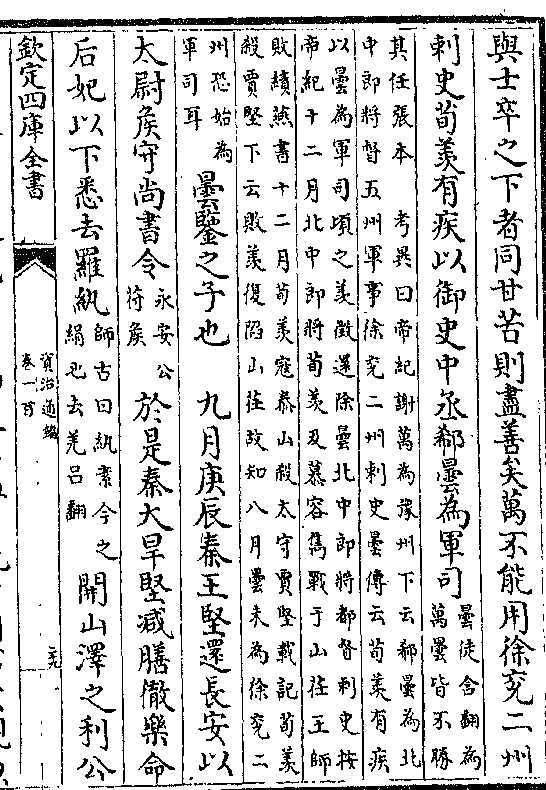 與士卒之下者同甘苦則盡善矣萬不能用徐兖二州
刺史荀羡有疾以御史中丞郗曇為軍司曇徒含翻為
萬曇皆不勝
其任張本　考異曰帝紀謝萬為豫州下云郗曇為北
中郎將督五州軍事徐兖二州刺史曇傳云荀羡有疾
以曇為軍司頃之羡徵還除曇北中郎將都督刺史按
帝紀十二月北中郎將荀羡及慕容儁戰于山茌王師
敗績燕書十二月荀羡寇泰山殺太守賈堅載記荀羡
殺賈堅下云敗羡復陷山茌故知八月曇未為徐兖二
州恐始為
軍司耳
曇鑒之子也　九月庚辰秦王堅還長安以
太尉侯守尚書令永安公
苻侯
於是秦大旱堅減膳徹樂命
后妃以下悉去羅紈師古曰紈素今之
絹也去羌吕翻
開山澤之利公
欽定四庫全書
資治通鑑
卷一百